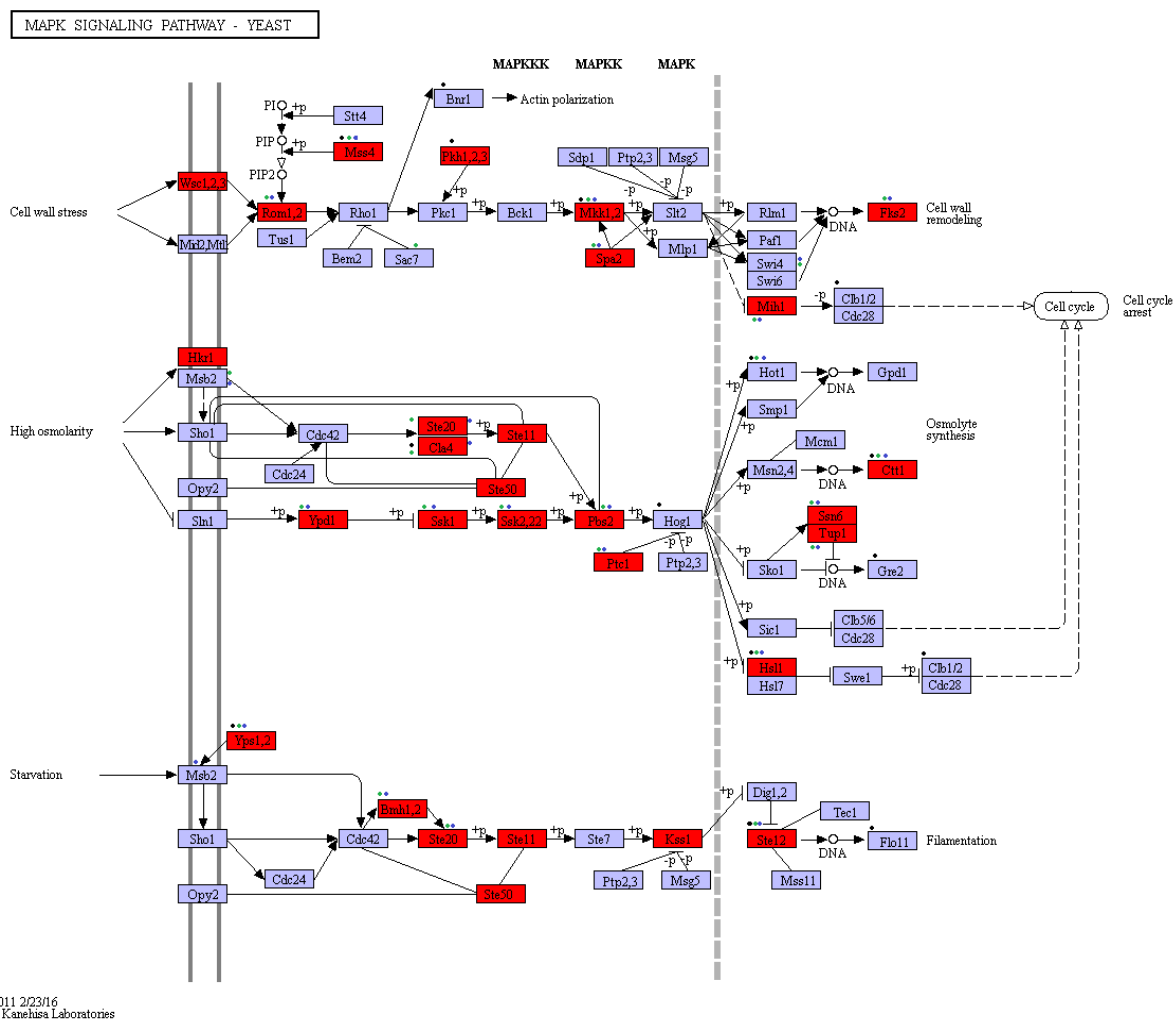 MAPK SIGNALING PATHWAY - YEAST
MAPKKK MAPKK MAPK
Bnr1 Actin polarization
PI +p Stt4
PIP +p Mss4 Pkh1,2,3 Sdp1 Ptp2,3 Msg5
PIP2
Wsc1,2,3 +p -p -p -p
Cell wall stress Rom1,2 Rho1 Pkc1 +p Bck1 +p Mkk1,2 +p Slt2 +p Rlm1 DNA Fks2 Cell wall remodeling
Mid2,Mtl Tus1 +p Mlp1 Paf1
Bem2 Sac7 Spa2 Swi4
Swi6
Mih1 -p Clb1/2 Cell cycle Cell cycle arrest
Cdc28
Hkr1
Msb2 Hot1 DNA Gpd1
+p
Smp1
High osmolarity Sho1 Cdc42 Ste20 +p Ste11 +p Mcm1 Osmolyte synthesis
Cla4
Cdc24 Msn2,4 DNA Ctt1
Opy2 Ste50 +p +p
Sln1 +p Ypd1 Ssk1 +p Ssk2,22 +p Pbs2 +p Hog1 Ssn6
Tup1
-p -p +p
Ptc1 Ptp2,3 Sko1 DNA Gre2
+p
Sic1 Clb5/6
Cdc28
+p Hsl1 Swe1 +p Clb1/2
Hsl7 Cdc28
Yps1,2
Starvation Msb2
+p Dig1,2
Bmh1,2 Tec1
Sho1 Cdc42 Ste20 +p Ste11 +p Ste7 +p Kss1 Ste12 DNA Flo11 Filamentation
-p -p
Cdc24 Ptp2,3 Msg5 Mss11
Opy2 Ste50
011 2/23/16
Kanehisa Laboratories